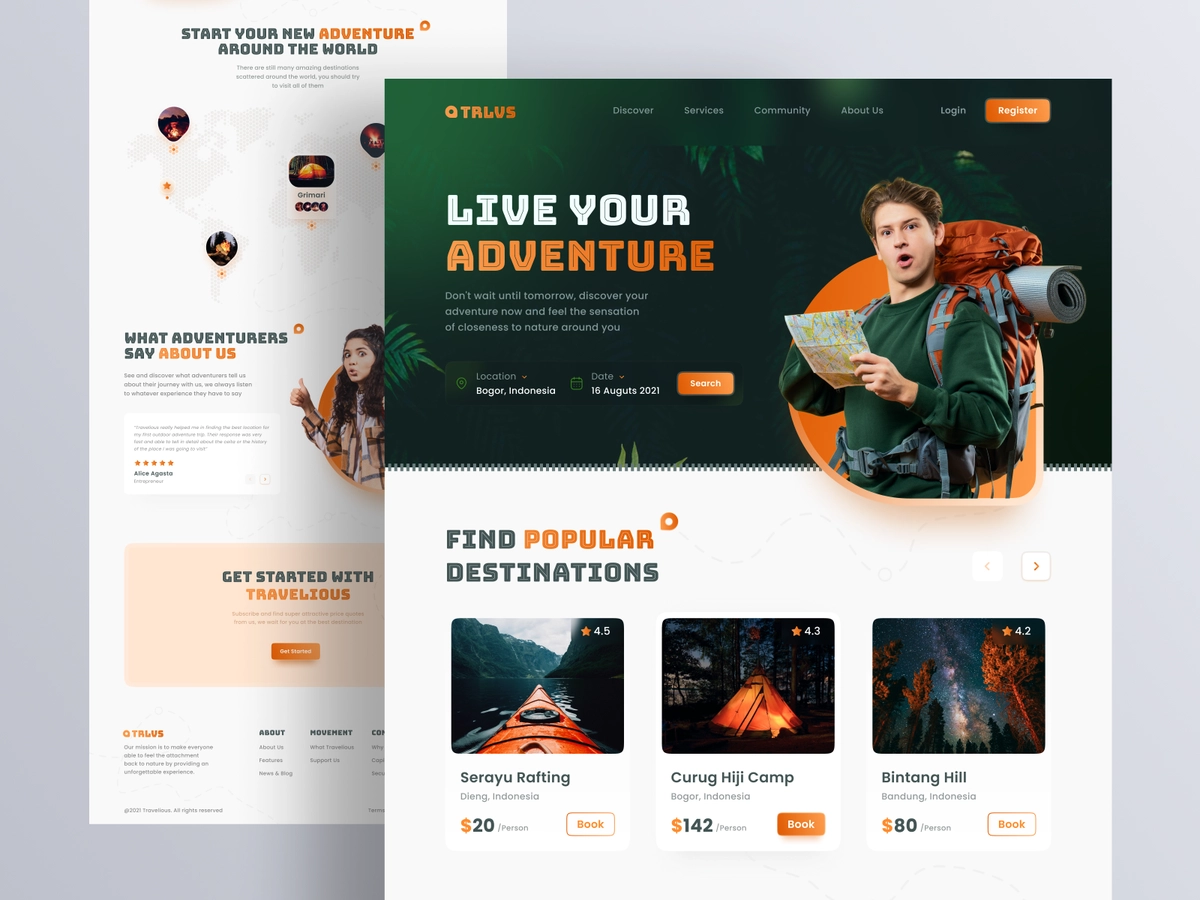 START YOUR NEW ADVENTURE
AROUND THE WORLD
There are still many amazing destinations
scattered around the world, you should try
to visit all of them
Grimari
WHAT ADVENTURERS
SAY ABOUT US
See and discover what adventurers tell us
about their journey with us, we always listen
to whatever experience they have to say
"Travelious really helped me in finding the best location for
my first outdoor adventure trip. Their response was very
fast and able to tell in detail about the caties or the history
of the place I was going to visit"
Alice Agasta
Entrepreneur
GET STARTED WITH
TRAVELIOUS
Subscribe and find super attractive price quotes
from us, we wait for you at the best destination
Get Started
TRLVS
Our mission is to make everyone
able to feel the attachment
back to nature by providing an
unforgettable experience.
ABOUT
About Us
Features
News & Blog
MOVEMENT
What Travelious
Support Us
CON
Why
@2021 Travelious. All rights reserved
Terms
TRLVS
Discover
Services
Community
About Us
Login
Register
LIVE YOUR
ADVENTURE
Don't wait until tomorrow, discover your
adventure now and feel the sensation
of closeness to nature around you
Location
Bogor, Indonesia
Date
16 Auguts 2021
Search
FIND POPULAR
DESTINATIONS
4.5
Serayu Rafting
Dieng, Indonesia
$20 /Person
Book
4.3
Curug Hiji Camp
Bogor, Indonesia
$142 /Person
Book
4.2
Bintang Hill
Bandung, Indonesia
$80 /Person
Book